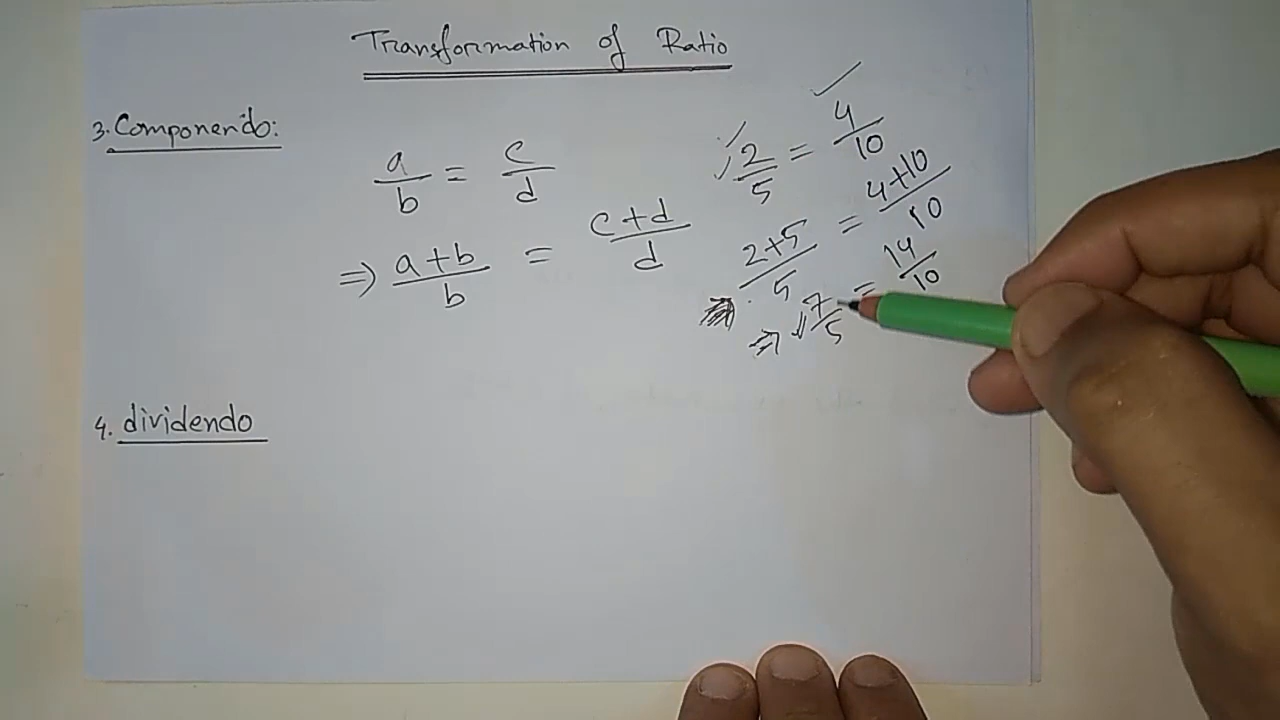 Transformation of Ratio
3. Componendo:
a/b = c/d
⇒ a+b/b = c+d/d
2/5 = 4/10
2+5/5 = 4+10/10
⇒ 7/5 = 14/10
4. dividendo